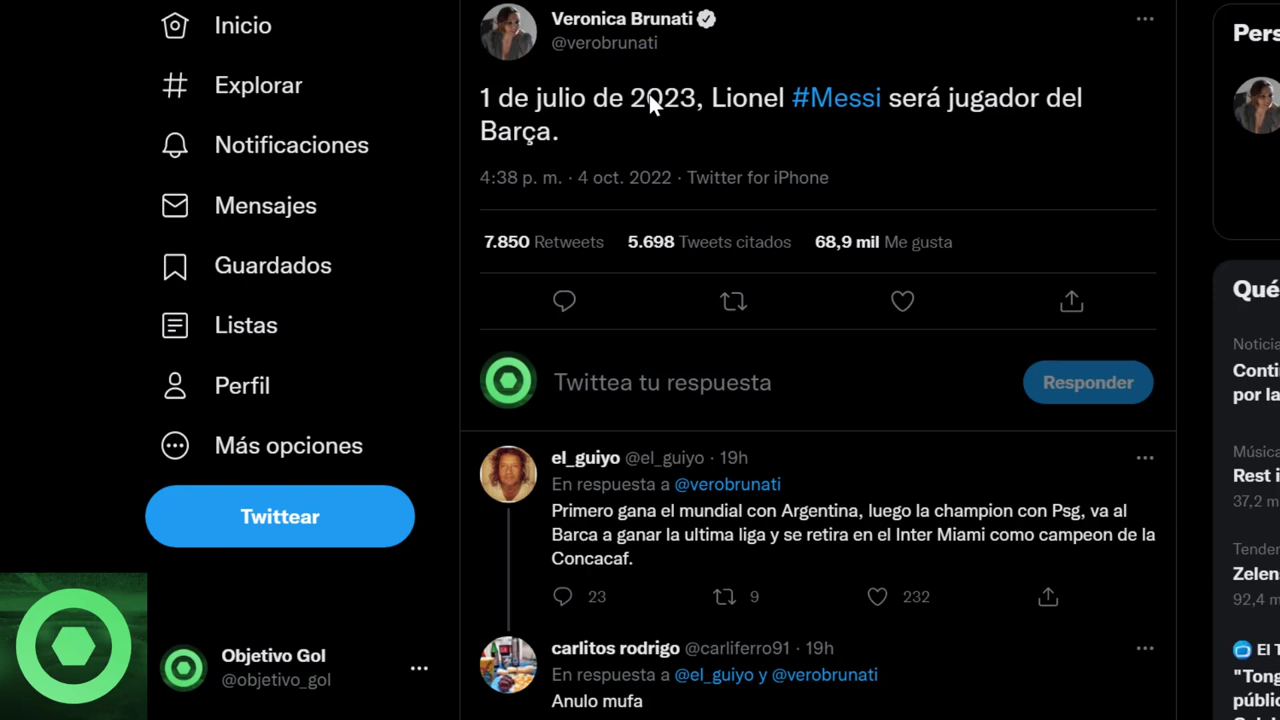 Inicio
Explorar
Notificaciones
Mensajes
Guardados
Listas
Perfil
Más opciones
Twittear
Objetivo Gol
@objetivo_gol
Veronica Brunati
@verobrunati
1 de julio de 2023, Lionel #Messi será jugador del
Barça.
4:38 p. m. · 4 oct. 2022 · Twitter for iPhone
7.850 Retweets 5.698 Tweets citados 68,9 mil Me gusta
Twittea tu respuesta
Responder
el_guiyo @el_guiyo · 19h
En respuesta a @verobrunati
Primero gana el mundial con Argentina, luego la champion con Psg, va al
Barca a ganar la ultima liga y se retira en el Inter Miami como campeon de la
Concacaf.
23 9 232
carlitos rodrigo @carliferro91 · 19h
En respuesta a @el_guiyo y @verobrunati
Anulo mufa
Pers
Qué
Noticia
Conti
por la
Música
Rest i
37,2 m
Tender
Zelen
92,4 m
El T
"Tong
públic